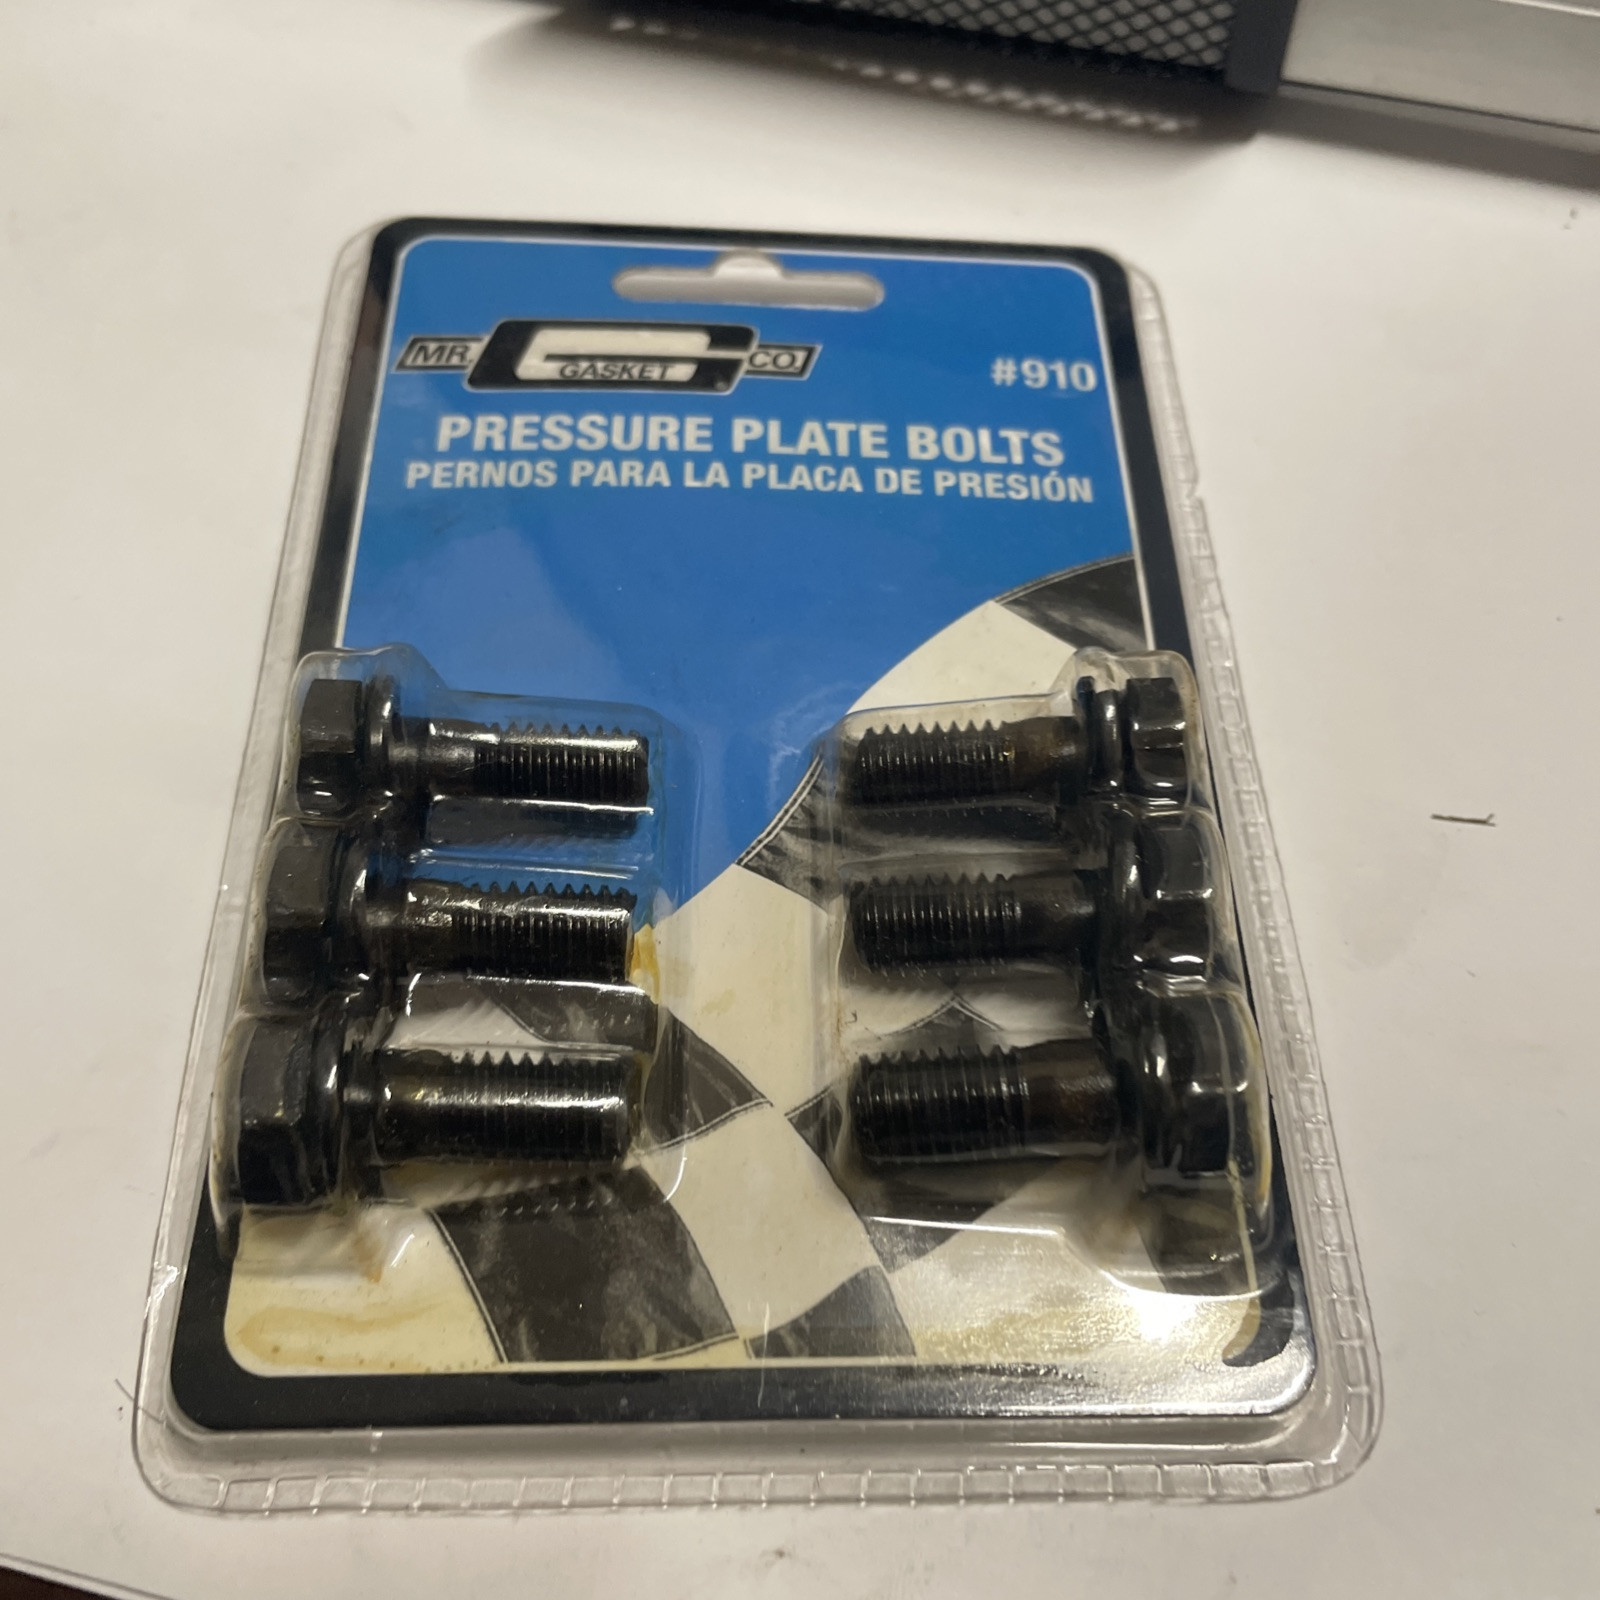 MR. GASKET CO.
#910
PRESSURE PLATE BOLTS
PERNOS PARA LA PLACA DE PRESIÓN